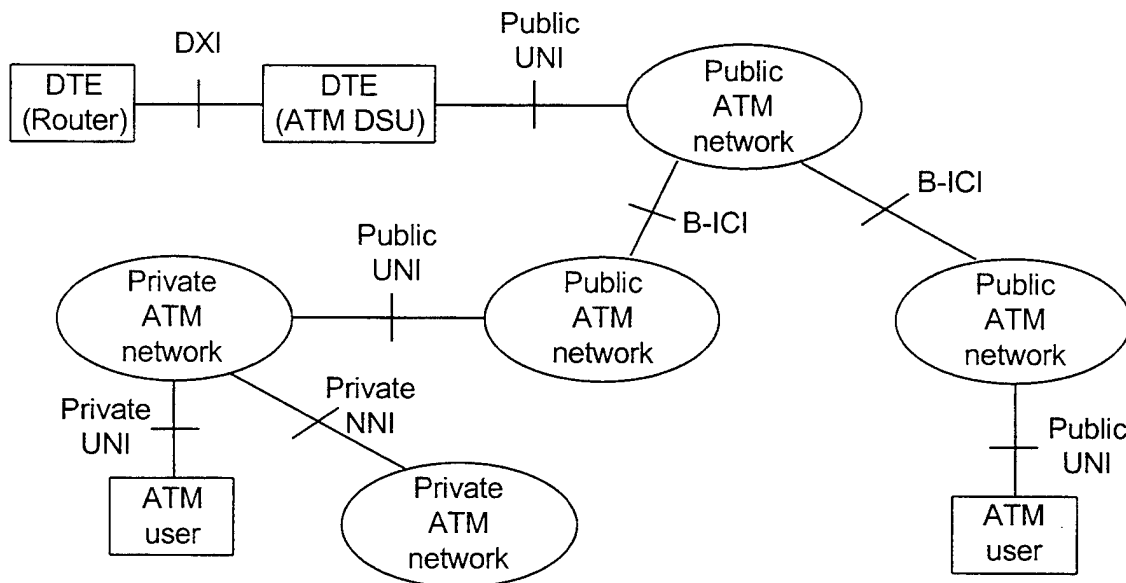 DXI
Public
UNI
DTE
(Router)
DTE
(ATM DSU)
Public
ATM
network
B-ICI
B-ICI
Public
UNI
Private
ATM
network
Public
ATM
network
Public
ATM
network
Private
UNI
Private
NNI
Public
UNI
ATM
user
Private
ATM
network
ATM
user